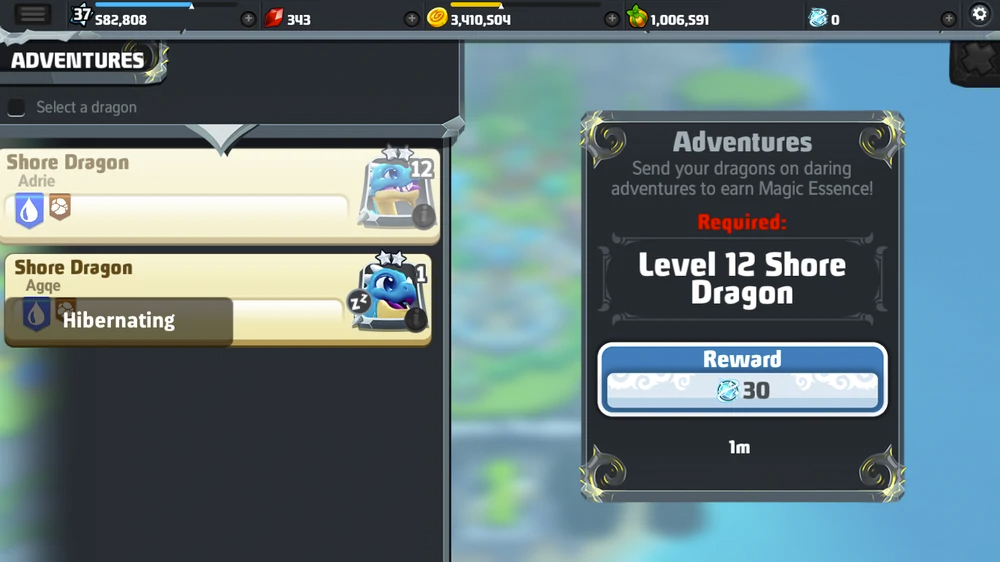 37
582,808
343
3,410,504
1,006,591
0
ADVENTURES
Select a dragon
Shore Dragon
Adrie
12
Shore Dragon
Agqe
1
zz
Hibernating
Adventures
Send your dragons on daring
adventures to earn Magic Essence!
Required:
Level 12 Shore
Dragon
Reward
30
1m